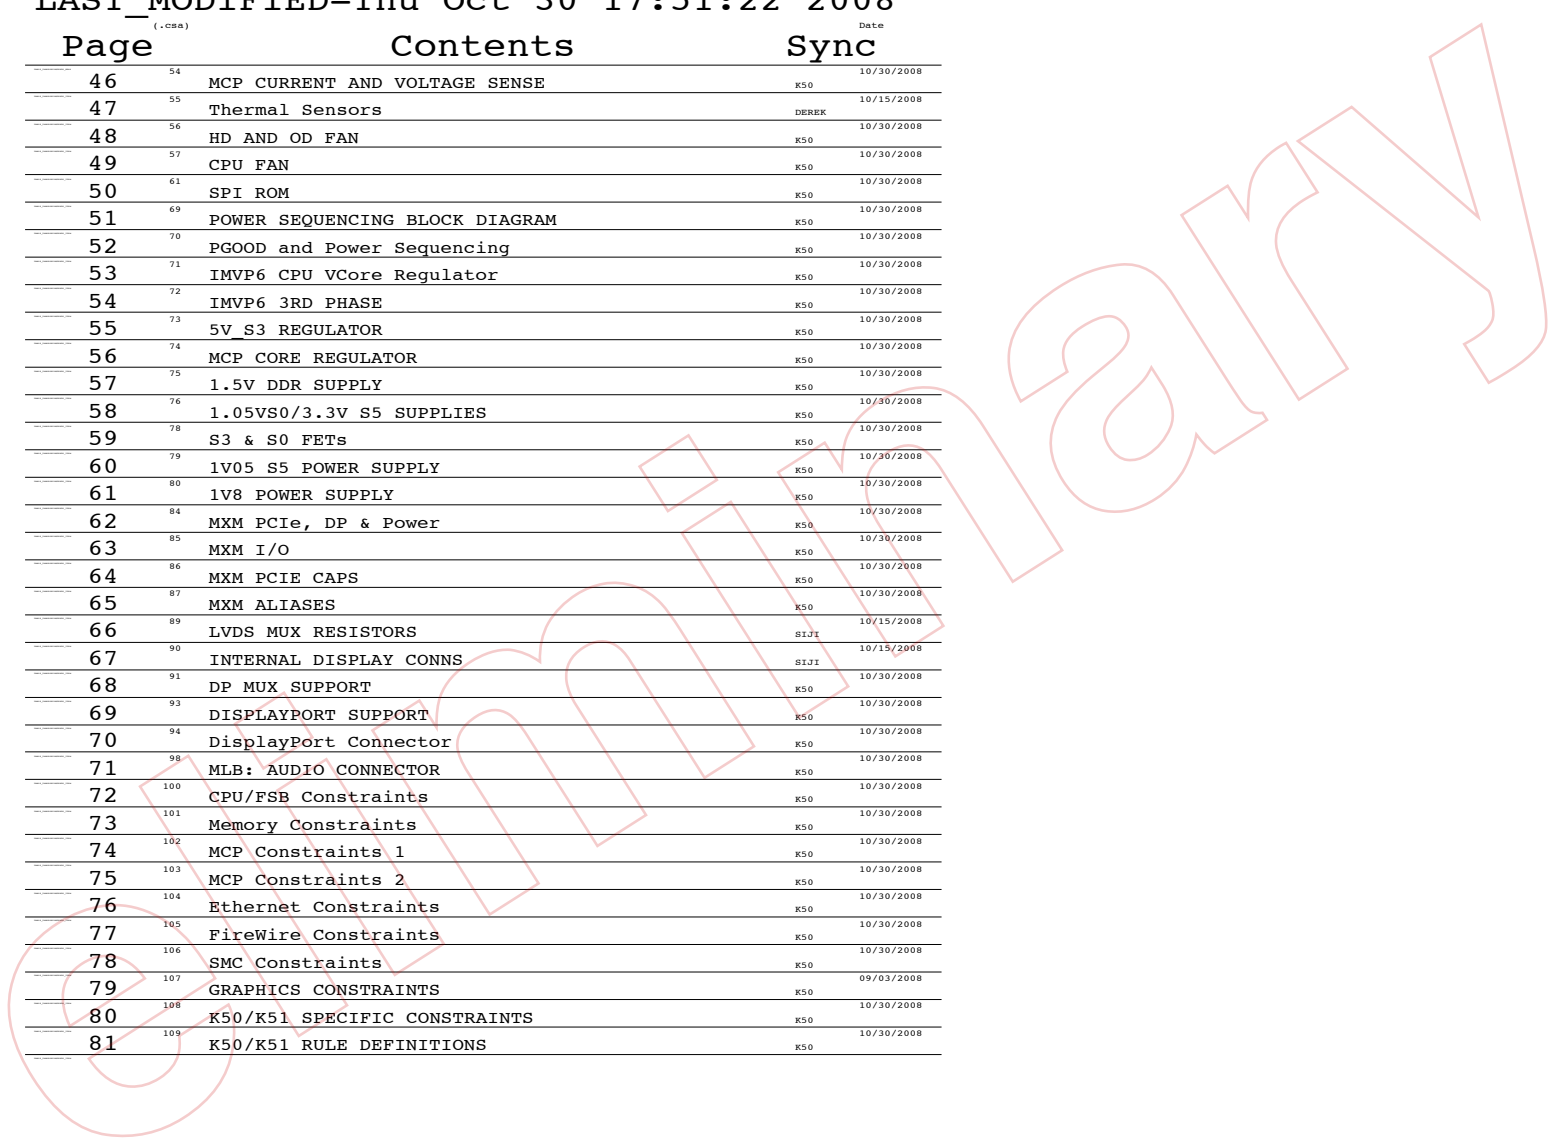 LAST_MODIFIED=Thu Oct 30 17:51:22 2008
Page (.csa) Contents Sync Date
46 54 MCP CURRENT AND VOLTAGE SENSE K50 10/30/2008
47 55 Thermal Sensors DEREK 10/15/2008
48 56 HD AND OD FAN K50 10/30/2008
49 57 CPU FAN K50 10/30/2008
50 61 SPI ROM K50 10/30/2008
51 69 POWER SEQUENCING BLOCK DIAGRAM K50 10/30/2008
52 70 PGOOD and Power Sequencing K50 10/30/2008
53 71 IMVP6 CPU VCore Regulator K50 10/30/2008
54 72 IMVP6 3RD PHASE K50 10/30/2008
55 73 5V_S3 REGULATOR K50 10/30/2008
56 74 MCP CORE REGULATOR K50 10/30/2008
57 75 1.5V DDR SUPPLY K50 10/30/2008
58 76 1.05VS0/3.3V S5 SUPPLIES K50 10/30/2008
59 78 S3 & S0 FETs K50 10/30/2008
60 79 1V05 S5 POWER SUPPLY K50 10/30/2008
61 80 1V8 POWER SUPPLY K50 10/30/2008
62 84 MXM PCIe, DP & Power K50 10/30/2008
63 85 MXM I/O K50 10/30/2008
64 86 MXM PCIE CAPS K50 10/30/2008
65 87 MXM ALIASES K50 10/30/2008
66 89 LVDS MUX RESISTORS SIJI 10/15/2008
67 90 INTERNAL DISPLAY CONNS SIJI 10/15/2008
68 91 DP MUX SUPPORT K50 10/30/2008
69 93 DISPLAYPORT SUPPORT K50 10/30/2008
70 94 DisplayPort Connector K50 10/30/2008
71 98 MLB: AUDIO CONNECTOR K50 10/30/2008
72 100 CPU/FSB Constraints K50 10/30/2008
73 101 Memory Constraints K50 10/30/2008
74 102 MCP Constraints 1 K50 10/30/2008
75 103 MCP Constraints 2 K50 10/30/2008
76 104 Ethernet Constraints K50 10/30/2008
77 105 FireWire Constraints K50 10/30/2008
78 106 SMC Constraints K50 10/30/2008
79 107 GRAPHICS CONSTRAINTS K50 09/03/2008
80 108 K50/K51 SPECIFIC CONSTRAINTS K50 10/30/2008
81 109 K50/K51 RULE DEFINITIONS K50 10/30/2008
eliminary